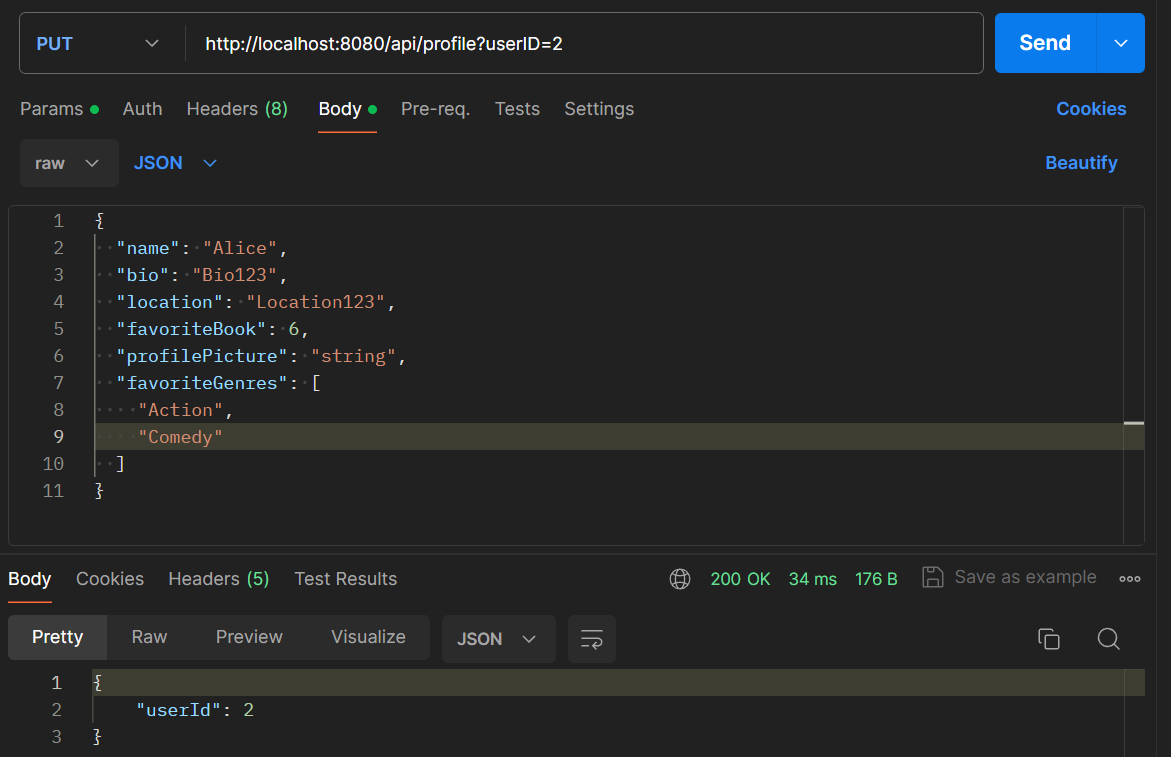 PUT http://localhost:8080/api/profile?userID=2 Send
Params Auth Headers (8) Body Pre-req. Tests Settings Cookies
raw JSON Beautify
1 {
2 "name": "Alice",
3 "bio": "Bio123",
4 "location": "Location123",
5 "favoriteBook": 6,
6 "profilePicture": "string",
7 "favoriteGenres": [
8 "Action",
9 "Comedy"
10 ]
11 }
Body Cookies Headers (5) Test Results 200 OK 34 ms 176 B Save as example
Pretty Raw Preview Visualize JSON
1 {
2 "userId": 2
3 }